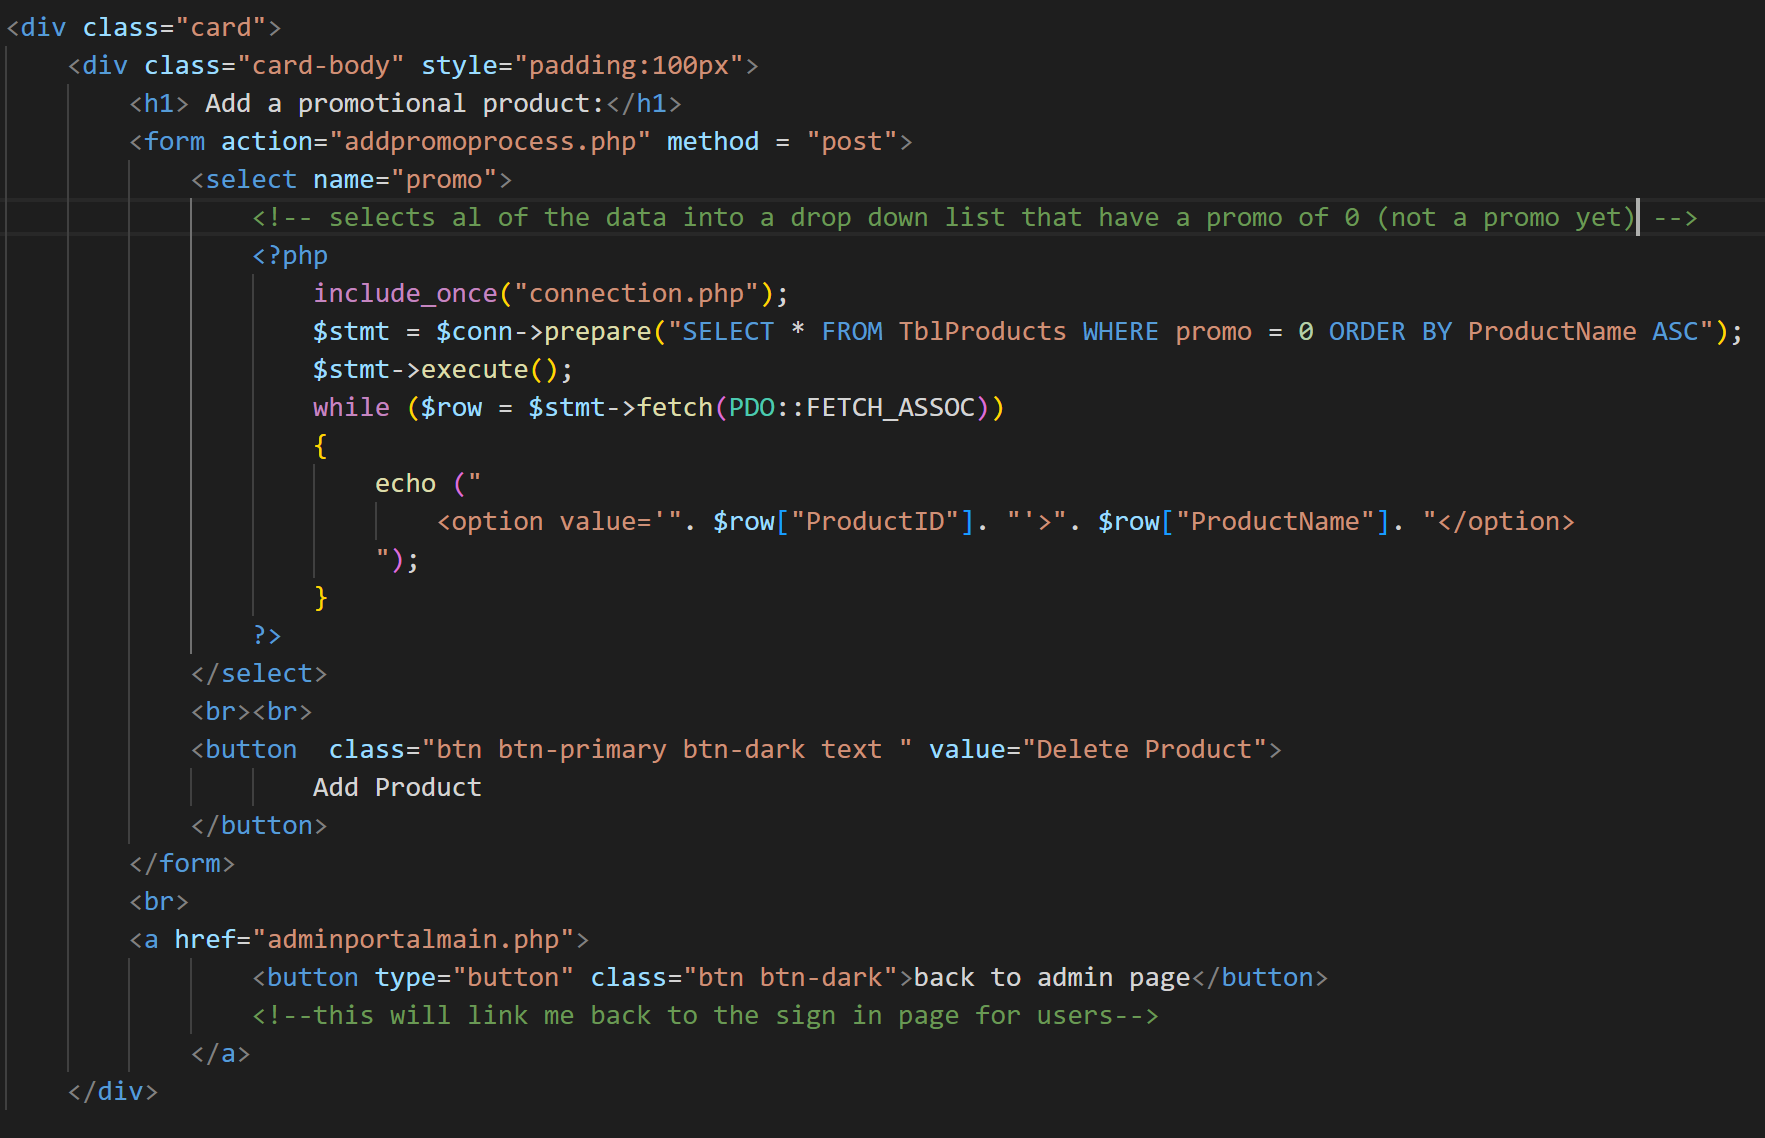 <div class="card">
<div class="card-body" style="padding:100px">
<h1> Add a promotional product:</h1>
<form action="addpromoprocess.php" method = "post">
<select name="promo">
<!-- selects al of the data into a drop down list that have a promo of 0 (not a promo yet) -->
<?php
include_once("connection.php");
$stmt = $conn->prepare("SELECT * FROM TblProducts WHERE promo = 0 ORDER BY ProductName ASC");
$stmt->execute();
while ($row = $stmt->fetch(PDO::FETCH_ASSOC))
{
echo ("
<option value='". $row["ProductID"]. "'>". $row["ProductName"]. "</option>
");
}
?>
</select>
<br><br>
<button  class="btn btn-primary btn-dark text " value="Delete Product">
Add Product
</button>
</form>
<br>
<a href="adminportalmain.php">
<button type="button" class="btn btn-dark">back to admin page</button>
<!--this will link me back to the sign in page for users-->
</a>
</div>